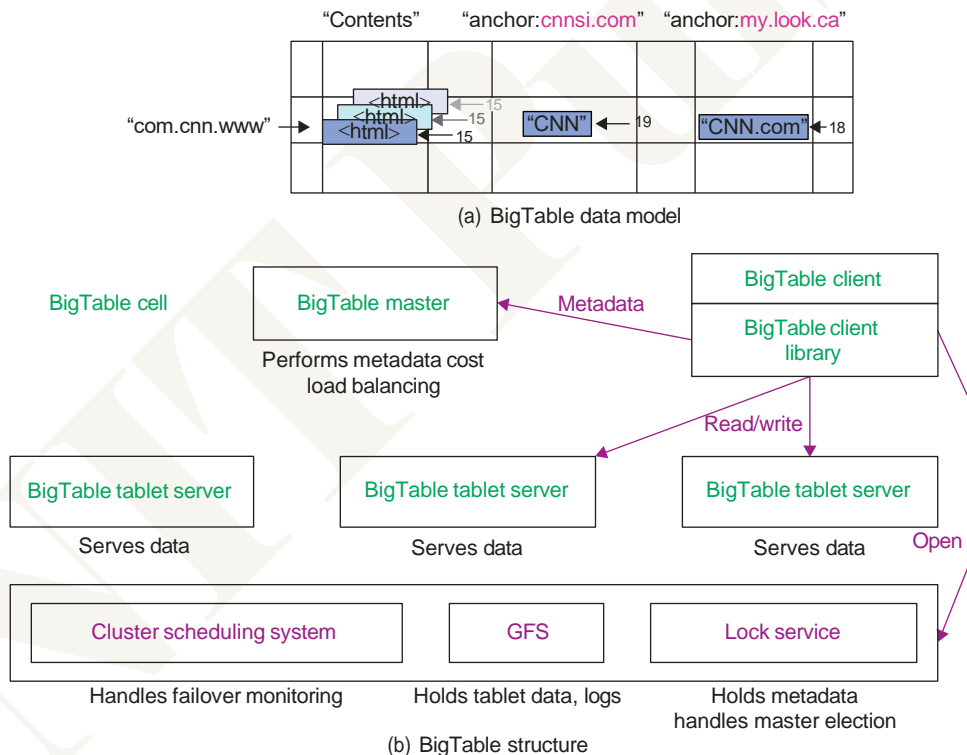 “Contents” “anchor:cnnsi.com” “anchor:my.look.ca”
<html> 15
<html> 15
“com.cnn.www” <html> 15 “CNN” 19 “CNN.com” 18
(a) BigTable data model
BigTable cell
BigTable master
Performs metadata cost
load balancing
Metadata
BigTable client
BigTable client
library
Read/write
BigTable tablet server
Serves data
BigTable tablet server
Serves data
BigTable tablet server
Serves data
Open
Cluster scheduling system
Handles failover monitoring
GFS
Holds tablet data, logs
Lock service
Holds metadata
handles master election
(b) BigTable structure